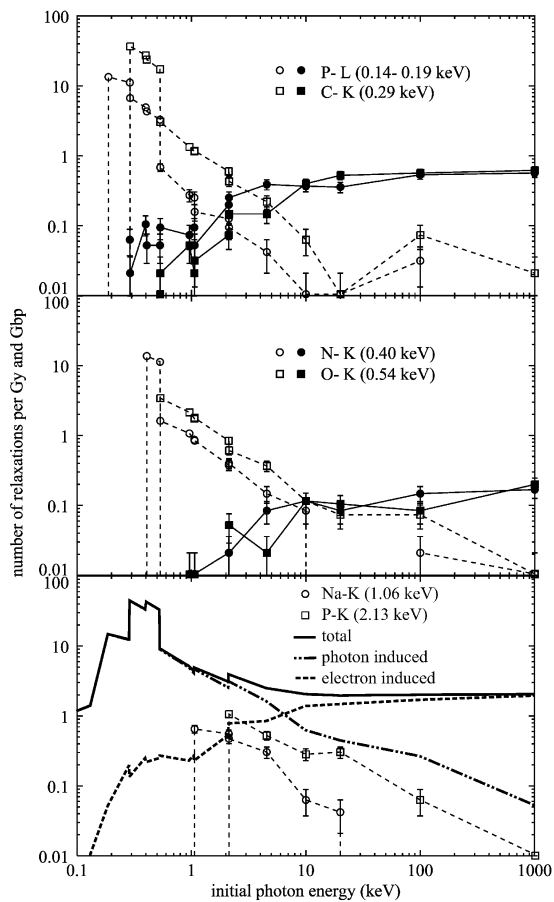 100
10
1
0.1
0.01
P- L (0.14- 0.19 keV)
C- K (0.29 keV)
100
10
1
0.1
0.01
N- K (0.40 keV)
O- K (0.54 keV)
number of relaxations per Gy and Gbp
100
10
1
0.1
0.01
Na-K (1.06 keV)
P-K (2.13 keV)
total
photon induced
electron induced
0.1 1 10 100 1000
initial photon energy (keV)